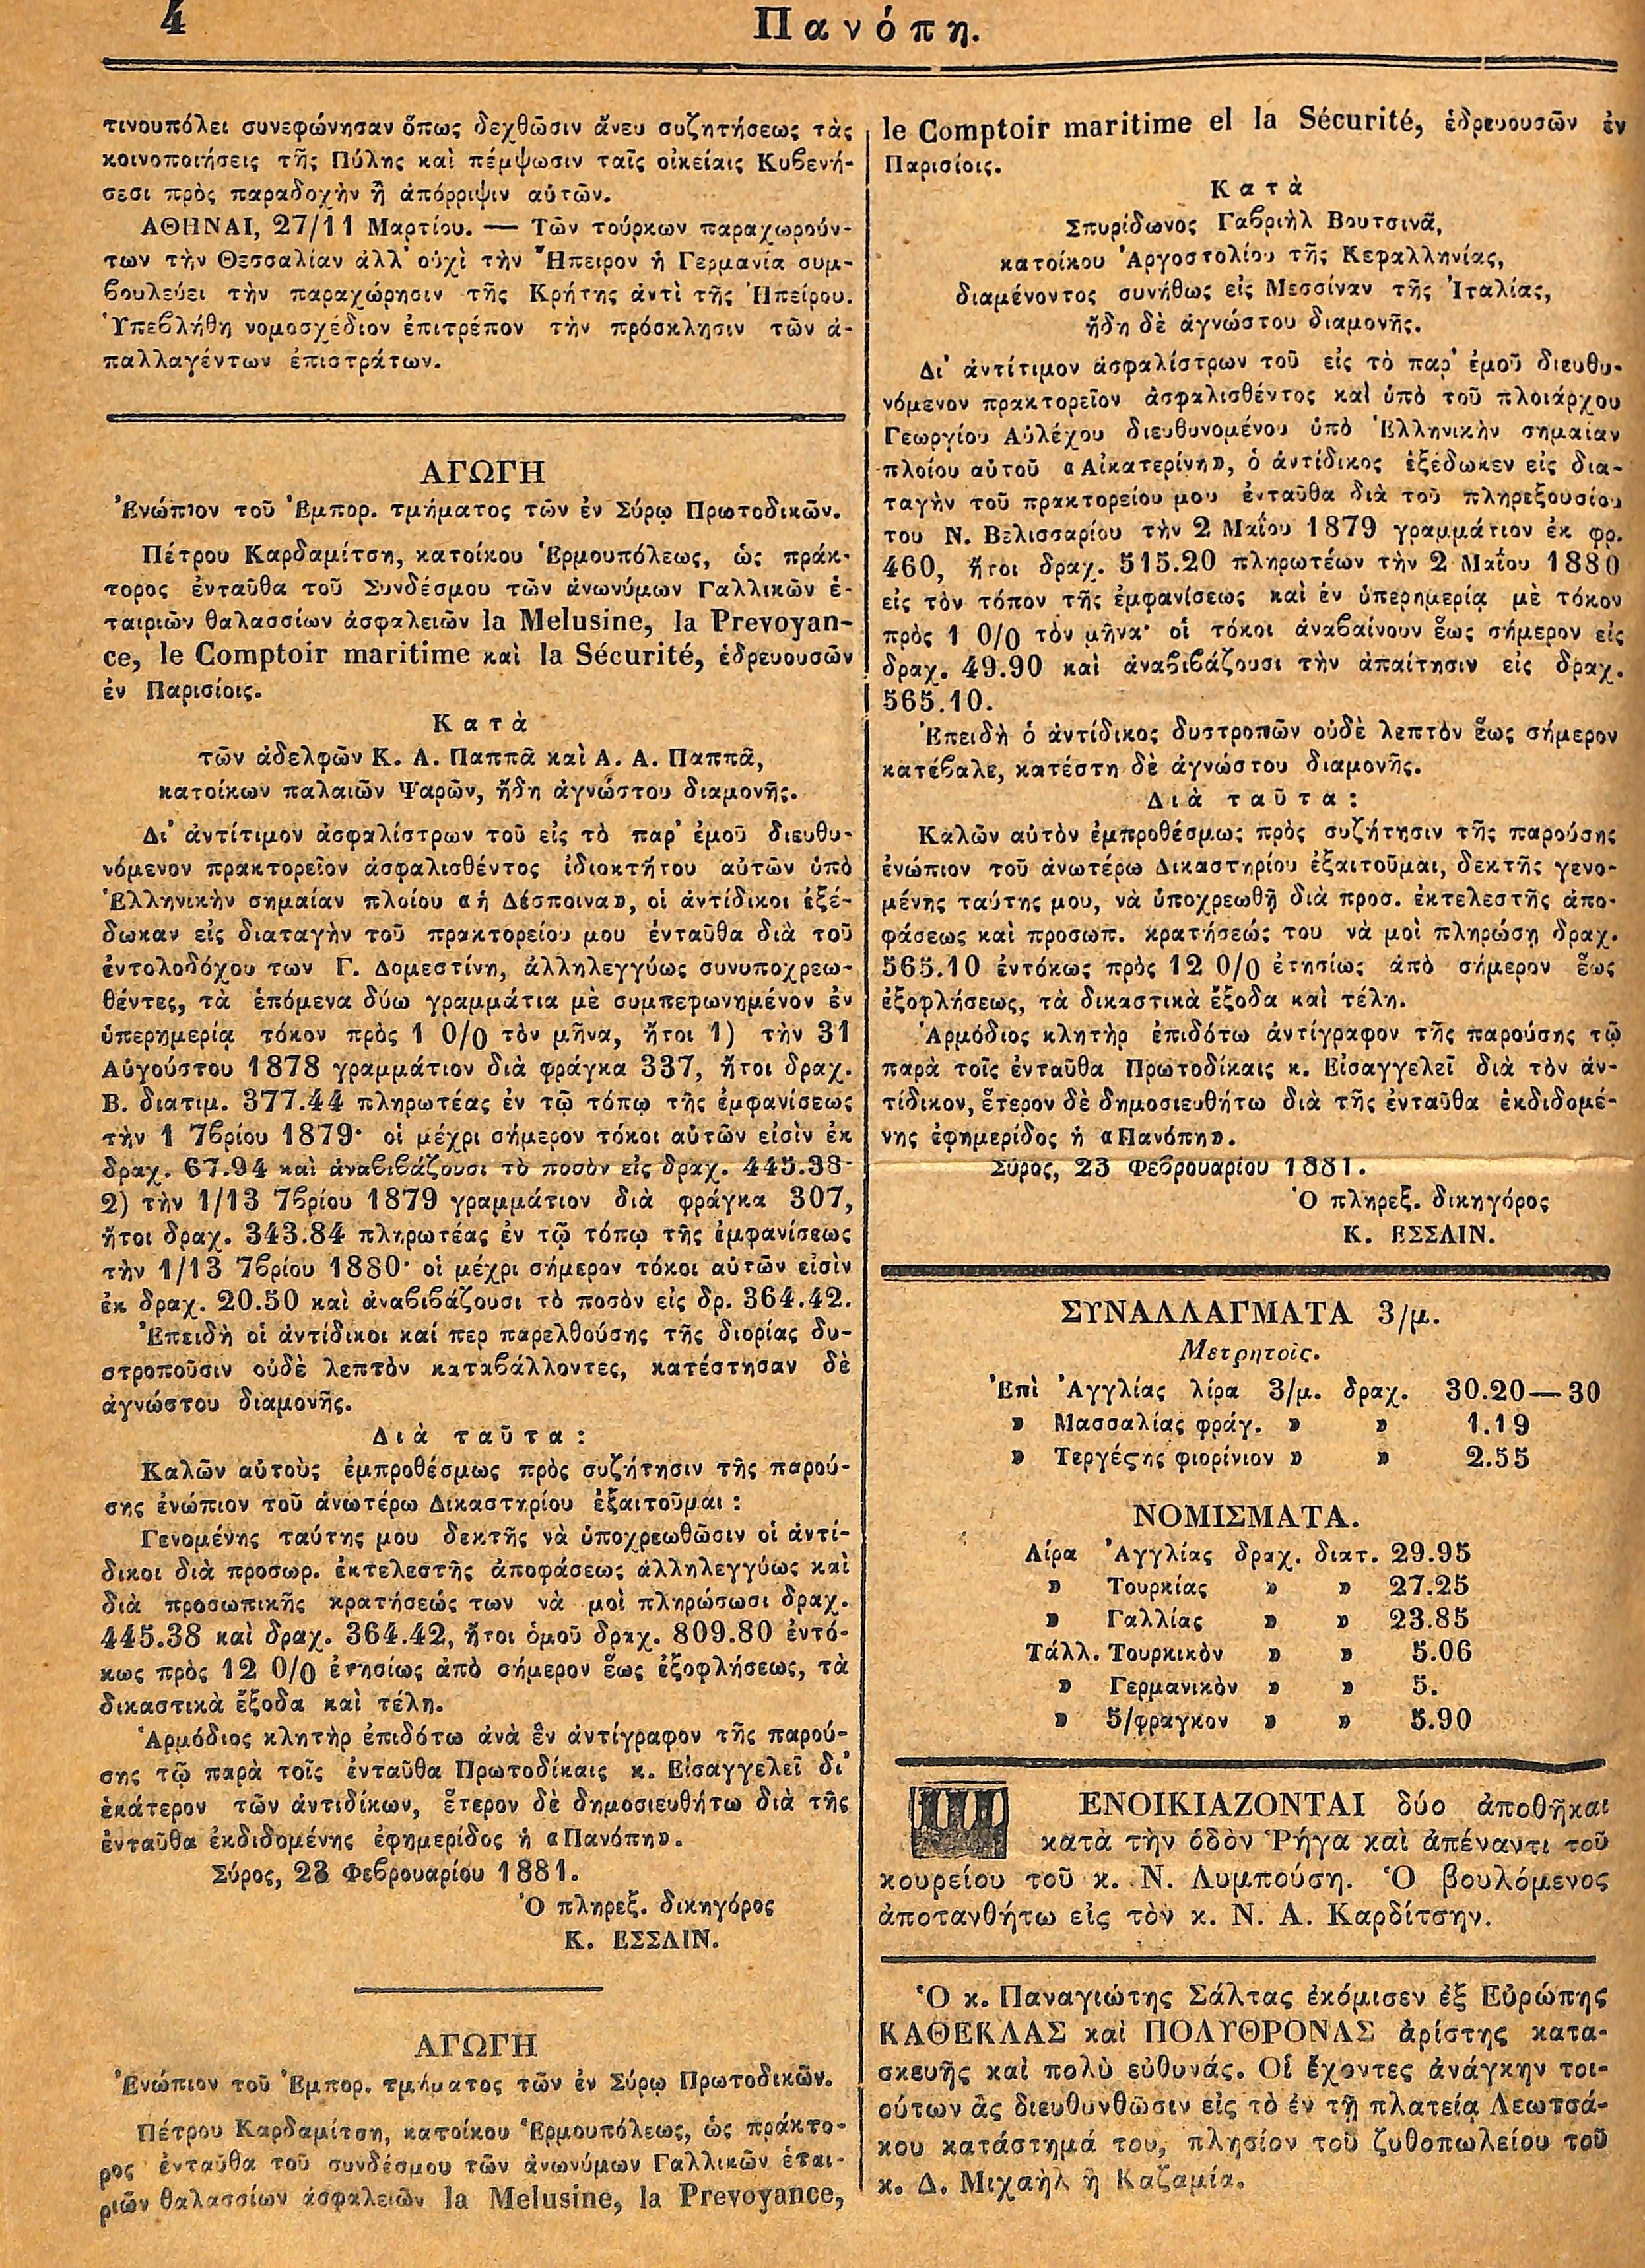 4
Πανόπη.
τινουπόλει συνεφώνησαν ὅπως δεχθῶσιν ἄνευ συζητήσεως τὰς
κοινοποιήσεις τῆς Πύλης καὶ πέμψωσιν ταῖς οἰκείαις Κυβενή-
σεσι πρὸς παραδοχὴν ἢ ἀπόρριψιν αὐτῶν.
ΑΘΗΝΑΙ, 27/11 Μαρτίου. — Τῶν τούρκων παραχωρούν-
των τὴν Θεσσαλίαν ἀλλ' οὐχὶ τὴν Ἤπειρον ἡ Γερμανία συμ-
βουλεύει τὴν παραχώρησιν τῆς Κρήτης ἀντὶ τῆς Ἠπείρου.
Ὑπεβλήθη νομοσχέδιον ἐπιτρέπον τὴν πρόσκλησιν τῶν ἀ-
παλλαγέντων ἐπιστράτων.
ΑΓΩΓΗ
Ἐνώπιον τοῦ Ἐμπορ. τμήματος τῶν ἐν Σύρῳ Πρωτοδικῶν.
Πέτρου Καρδαμίτση, κατοίκου Ἑρμουπόλεως, ὡς πράκ-
τορος ἐνταῦθα τοῦ Συνδέσμου τῶν ἀνωνύμων Γαλλικῶν ἑ-
ταιριῶν θαλασσίων ἀσφαλειῶν la Melusine, la Prevoyan-
ce, le Comptoir maritime καὶ la Sécurité, ἑδρευουσῶν
ἐν Παρισίοις.
Κατὰ
τῶν ἀδελφῶν Κ. Α. Παππᾶ καὶ Α. Α. Παππᾶ,
κατοίκων παλαιῶν Ψαρῶν, ἤδη ἀγνώστου διαμονῆς.
Δι' ἀντίτιμον ἀσφαλίστρων τοῦ εἰς τὸ παρ' ἐμοῦ διευθυ-
νόμενον πρακτορεῖον ἀσφαλισθέντος ἰδιοκτήτου αὐτῶν ὑπὸ
Ἑλληνικὴν σημαίαν πλοίου «ἡ Δέσποινα», οἱ ἀντίδικοι ἐξέ-
δωκαν εἰς διαταγὴν τοῦ πρακτορείου μου ἐνταῦθα διὰ τοῦ
ἐντολοδόχου των Γ. Δομεστίνη, ἀλληλεγγύως συνυποχρεω-
θέντες, τὰ ἑπόμενα δύω γραμμάτια μὲ συμπεφωνημένον ἐν
ὑπερημερίᾳ τόκον πρὸς 1 0/0 τὸν μῆνα, ἤτοι 1) τὴν 31
Αὐγούστου 1878 γραμμάτιον διὰ φράγκα 337, ἤτοι δραχ.
Β. διατιμ. 377.44 πληρωτέας ἐν τῷ τόπῳ τῆς ἐμφανίσεως
τὴν 1 7βρίου 1879· οἱ μέχρι σήμερον τόκοι αὐτῶν εἰσὶν ἐκ
δραχ. 67.94 καὶ ἀναβιβάζουσι τὸ ποσὸν εἰς δραχ. 445.38·
2) τὴν 1/13 7βρίου 1879 γραμμάτιον διὰ φράγκα 307,
ἤτοι δραχ. 343.84 πληρωτέας ἐν τῷ τόπῳ τῆς ἐμφανίσεως
τὴν 1/13 7βρίου 1880· οἱ μέχρι σήμερον τόκοι αὐτῶν εἰσὶν
ἐκ δραχ. 20.50 καὶ ἀναβιβάζουσι τὸ ποσὸν εἰς δρ. 364.42.
Ἐπειδὴ οἱ ἀντίδικοι καί περ παρελθούσης τῆς διορίας δυ-
στροποῦσιν οὐδὲ λεπτὸν καταβάλλοντες, κατέστησαν δὲ
ἀγνώστου διαμονῆς.
Διὰ ταῦτα:
Καλῶν αὐτοὺς ἐμπροθέσμως πρὸς συζήτησιν τῆς παρού-
σης ἐνώπιον τοῦ ἀνωτέρω Δικαστηρίου ἐξαιτοῦμαι:
Γενομένης ταύτης μου δεκτῆς νὰ ὑποχρεωθῶσιν οἱ ἀντί-
δικοι διὰ προσωρ. ἐκτελεστῆς ἀποφάσεως ἀλληλεγγύως καὶ
διὰ προσωπικῆς κρατήσεώς των νὰ μοὶ πληρώσωσι δραχ.
445.38 καὶ δραχ. 364.42, ἤτοι ὁμοῦ δραχ. 809.80 ἐντό-
κως πρὸς 12 0/0 ἐτησίως ἀπὸ σήμερον ἕως ἐξοφλήσεως, τὰ
δικαστικὰ ἔξοδα καὶ τέλη.
Ἁρμόδιος κλητὴρ ἐπιδότω ἀνὰ ἓν ἀντίγραφον τῆς παρού-
σης τῷ παρὰ τοῖς ἐνταῦθα Πρωτοδίκαις κ. Εἰσαγγελεῖ δι'
ἑκάτερον τῶν ἀντιδίκων, ἕτερον δὲ δημοσιευθήτω διὰ τῆς
ἐνταῦθα ἐκδιδομένης ἐφημερίδος ἡ «Πανόπη».
Σύρος, 23 Φεβρουαρίου 1881.
Ὁ πληρεξ. δικηγόρος
Κ. ΕΣΣΛΙΝ.
ΑΓΩΓΗ
Ἐνώπιον τοῦ Ἐμπορ. τμήματος τῶν ἐν Σύρῳ Πρωτοδικῶν.
Πέτρου Καρδαμίτση, κατοίκου Ἑρμουπόλεως, ὡς πράκτο-
ρος ἐνταῦθα τοῦ συνδέσμου τῶν ἀνωνύμων Γαλλικῶν ἑται-
ριῶν θαλασσίων ἀσφαλειῶν la Melusine, la Prevoyance,
le Comptoir maritime el la Sécurité, ἑδρευουσῶν ἐν
Παρισίοις.
Κατὰ
Σπυρίδωνος Γαβριὴλ Βουτσινᾶ,
κατοίκου Ἀργοστολίου τῆς Κεφαλληνίας,
διαμένοντος συνήθως εἰς Μεσσίναν τῆς Ἰταλίας,
ἤδη δὲ ἀγνώστου διαμονῆς.
Δι' ἀντίτιμον ἀσφαλίστρων τοῦ εἰς τὸ παρ' ἐμοῦ διευθυ-
νόμενον πρακτορεῖον ἀσφαλισθέντος καὶ ὑπὸ τοῦ πλοιάρχου
Γεωργίου Αὐλέχου διευθυνομένου ὑπὸ Ἑλληνικὴν σημαίαν
πλοίου αὐτοῦ «Αἰκατερίνη», ὁ ἀντίδικος ἐξέδωκεν εἰς δια-
ταγὴν τοῦ πρακτορείου μου ἐνταῦθα διὰ τοῦ πληρεξουσίου
του Ν. Βελισσαρίου τὴν 2 Μαΐου 1879 γραμμάτιον ἐκ φρ.
460, ἤτοι δραχ. 515.20 πληρωτέων τὴν 2 Μαΐου 1880
εἰς τὸν τόπον τῆς ἐμφανίσεως καὶ ἐν ὑπερημερίᾳ μὲ τόκον
πρὸς 1 0/0 τὸν μῆνα· οἱ τόκοι ἀναβαίνουν ἕως σήμερον εἰς
δραχ. 49.90 καὶ ἀναβιβάζουσι τὴν ἀπαίτησιν εἰς δραχ.
565.10.
Ἐπειδὴ ὁ ἀντίδικος δυστροπῶν οὐδὲ λεπτὸν ἕως σήμερον
κατέβαλε, κατέστη δὲ ἀγνώστου διαμονῆς.
Διὰ ταῦτα:
Καλῶν αὐτὸν ἐμπροθέσμως πρὸς συζήτησιν τῆς παρούσης
ἐνώπιον τοῦ ἀνωτέρω Δικαστηρίου ἐξαιτοῦμαι, δεκτῆς γενο-
μένης ταύτης μου, νὰ ὑποχρεωθῇ διὰ προσ. ἐκτελεστῆς ἀπο-
φάσεως καὶ προσωπ. κρατήσεώς του νὰ μοὶ πληρώσῃ δραχ.
565.10 ἐντόκως πρὸς 12 0/0 ἐτησίως ἀπὸ σήμερον ἕως
ἐξοφλήσεως, τὰ δικαστικὰ ἔξοδα καὶ τέλη.
Ἁρμόδιος κλητὴρ ἐπιδότω ἀντίγραφον τῆς παρούσης τῷ
παρὰ τοῖς ἐνταῦθα Πρωτοδίκαις κ. Εἰσαγγελεῖ διὰ τὸν ἀν-
τίδικον, ἕτερον δὲ δημοσιευθήτω διὰ τῆς ἐνταῦθα ἐκδιδομέ-
νης ἐφημερίδος ἡ «Πανόπη».
Σύρος, 23 Φεβρουαρίου 1881.
Ὁ πληρεξ. δικηγόρος
Κ. ΕΣΣΛΙΝ.
ΣΥΝΑΛΛΑΓΜΑΤΑ 3/μ.
Μετρητοῖς.
Ἐπὶ Ἀγγλίας λίρα 3/μ. δραχ. 30.20—30
» Μασσαλίας φράγ. » » 1.19
» Τεργέστης φιορίνιον » » 2.55
ΝΟΜΙΣΜΑΤΑ.
Λίρα Ἀγγλίας δραχ. διατ. 29.95
» Τουρκίας » » 27.25
» Γαλλίας » » 23.85
Τάλλ. Τουρκικὸν » » 5.06
» Γερμανικὸν » » 5.
» 5/φραγκον » » 5.90
ΕΝΟΙΚΙΑΖΟΝΤΑΙ δύο ἀποθῆκαι
κατὰ τὴν ὁδὸν Ῥήγα καὶ ἀπέναντι τοῦ
κουρείου τοῦ κ. Ν. Λυμπούση. Ὁ βουλόμενος
ἀποτανθήτω εἰς τὸν κ. Ν. Α. Καρδίτσην.
Ὁ κ. Παναγιώτης Σάλτας ἐκόμισεν ἐξ Εὐρώπης
ΚΑΘΕΚΛΑΣ καὶ ΠΟΛΥΘΡΟΝΑΣ ἀρίστης κατα-
σκευῆς καὶ πολὺ εὐθυνάς. Οἱ ἔχοντες ἀνάγκην τοι-
ούτων ἂς διευθυνθῶσιν εἰς τὸ ἐν τῇ πλατείᾳ Λεωτσά-
κου κατάστημά του, πλησίον τοῦ ζυθοπωλείου τοῦ
κ. Δ. Μιχαὴλ ἢ Καζαμία.